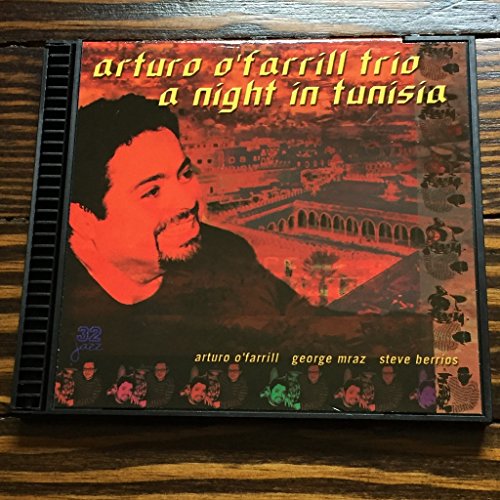 arturo o'farrill trio
a night in tunisia
32
jazz
arturo o'farrill george mraz steve berrios